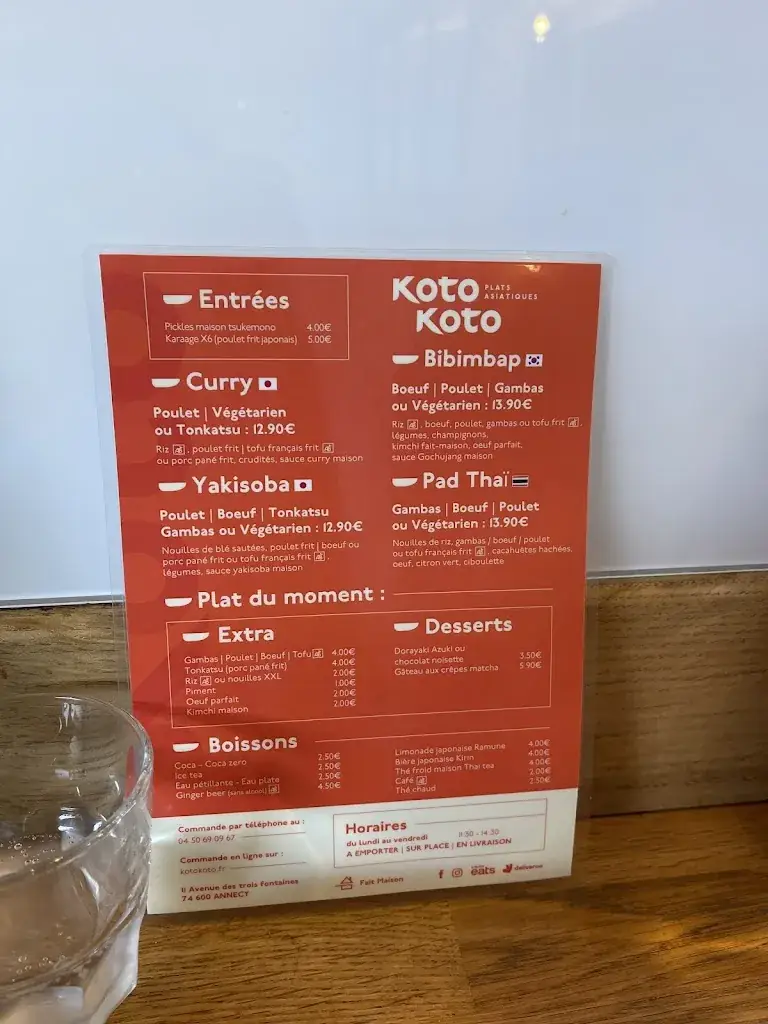 Koto Koto
PLATS
ASIATIQUES
Entrées
Pickles maison tsukemono 4.00€
Karaage X6 (poulet frit japonais) 5.00€
Curry
Poulet | Végétarien
ou Tonkatsu : 12.90€
Riz , poulet frit | tofu français frit
ou porc pané frit, crudités, sauce curry maison
Yakisoba
Poulet | Boeuf | Tonkatsu
Gambas ou Végétarien : 12.90€
Nouilles de blé sautées, poulet frit | boeuf ou
porc pané frit ou tofu français frit ,
légumes, sauce yakisoba maison
Bibimbap
Boeuf | Poulet | Gambas
ou Végétarien : 13.90€
Riz , boeuf, poulet, gambas ou tofu frit ,
légumes, champignons,
kimchi fait-maison, oeuf parfait,
sauce Gochujang maison
Pad Thaï
Gambas | Boeuf | Poulet
ou Végétarien : 13.90€
Nouilles de riz, gambas / boeuf / poulet
ou tofu français frit , cacahuètes hachées,
oeuf, citron vert, ciboulette
Plat du moment :
Extra
Gambas | Poulet | Boeuf | Tofu 4.00€
Tonkatsu (porc pané frit) 4.00€
Riz ou nouilles XXL 2.00€
Piment 1.00€
Oeuf parfait 2.00€
Kimchi maison 2.00€
Desserts
Dorayaki Azuki ou
chocolat noisette 3.50€
Gâteau aux crêpes matcha 5.90€
Boissons
Coca - Coca zero 2.50€
Ice tea 2.50€
Eau pétillante - Eau plate 2.50€
Ginger beer (sans alcool) 4.50€
Limonade japonaise Ramune 4.00€
Bière japonaise Kirin 4.00€
Thé froid maison Thai tea 4.00€
Café 2.00€
Thé chaud 2.50€
Commande par téléphone au :
04 50 69 09 67
Commande en ligne sur :
kotokoto.fr
11 Avenue des trois fontaines
74 600 ANNECY
Horaires
du lundi au vendredi 11:30 - 14:30
A EMPORTER | SUR PLACE | EN LIVRAISON
Fait Maison
eats
deliveroo